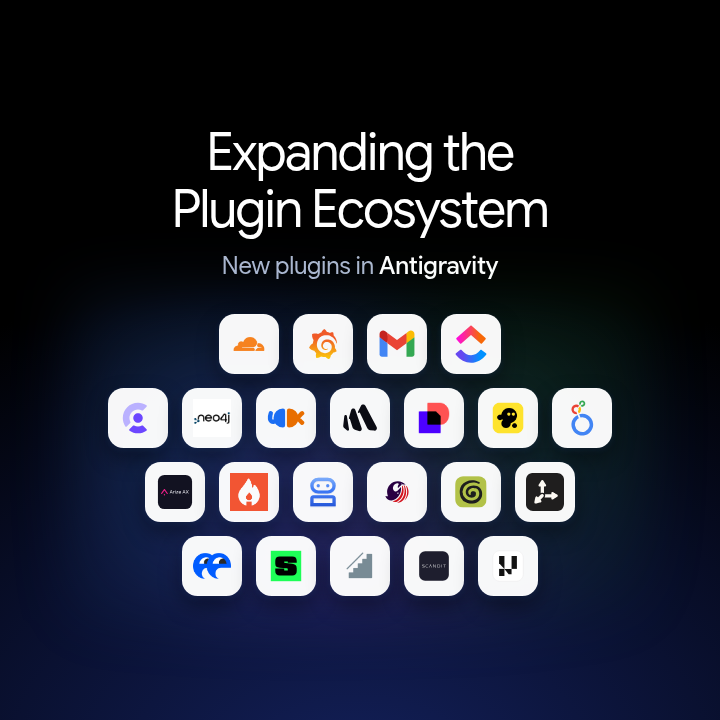 Expanding the
Plugin Ecosystem
New plugins in Antigravity
neo4j
Arize AX
SCANDIT